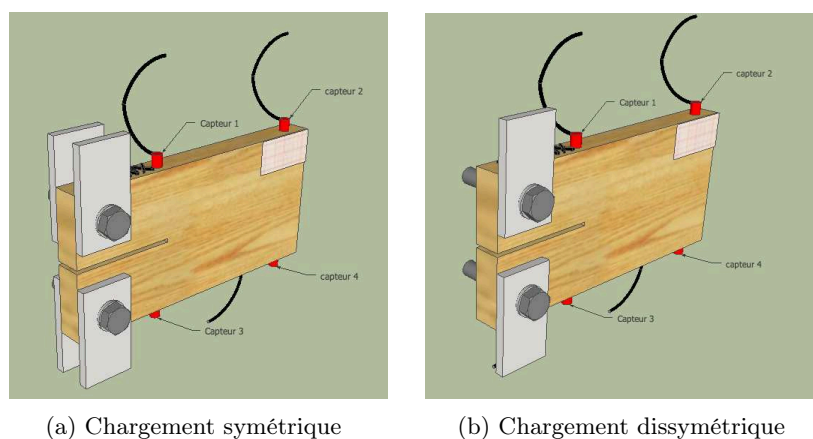 Capteur 1
capteur 2
capteur 4
Capteur 3
(a) Chargement symétrique
Capteur 1
capteur 2
capteur 4
Capteur 3
(b) Chargement dissymétrique